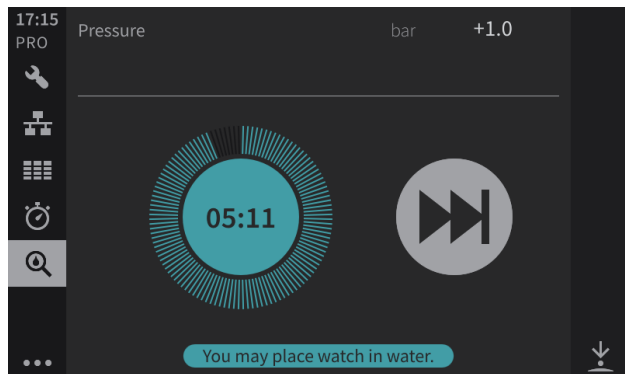 17:15
PRO
Pressure bar +1.0
05:11
You may place watch in water.